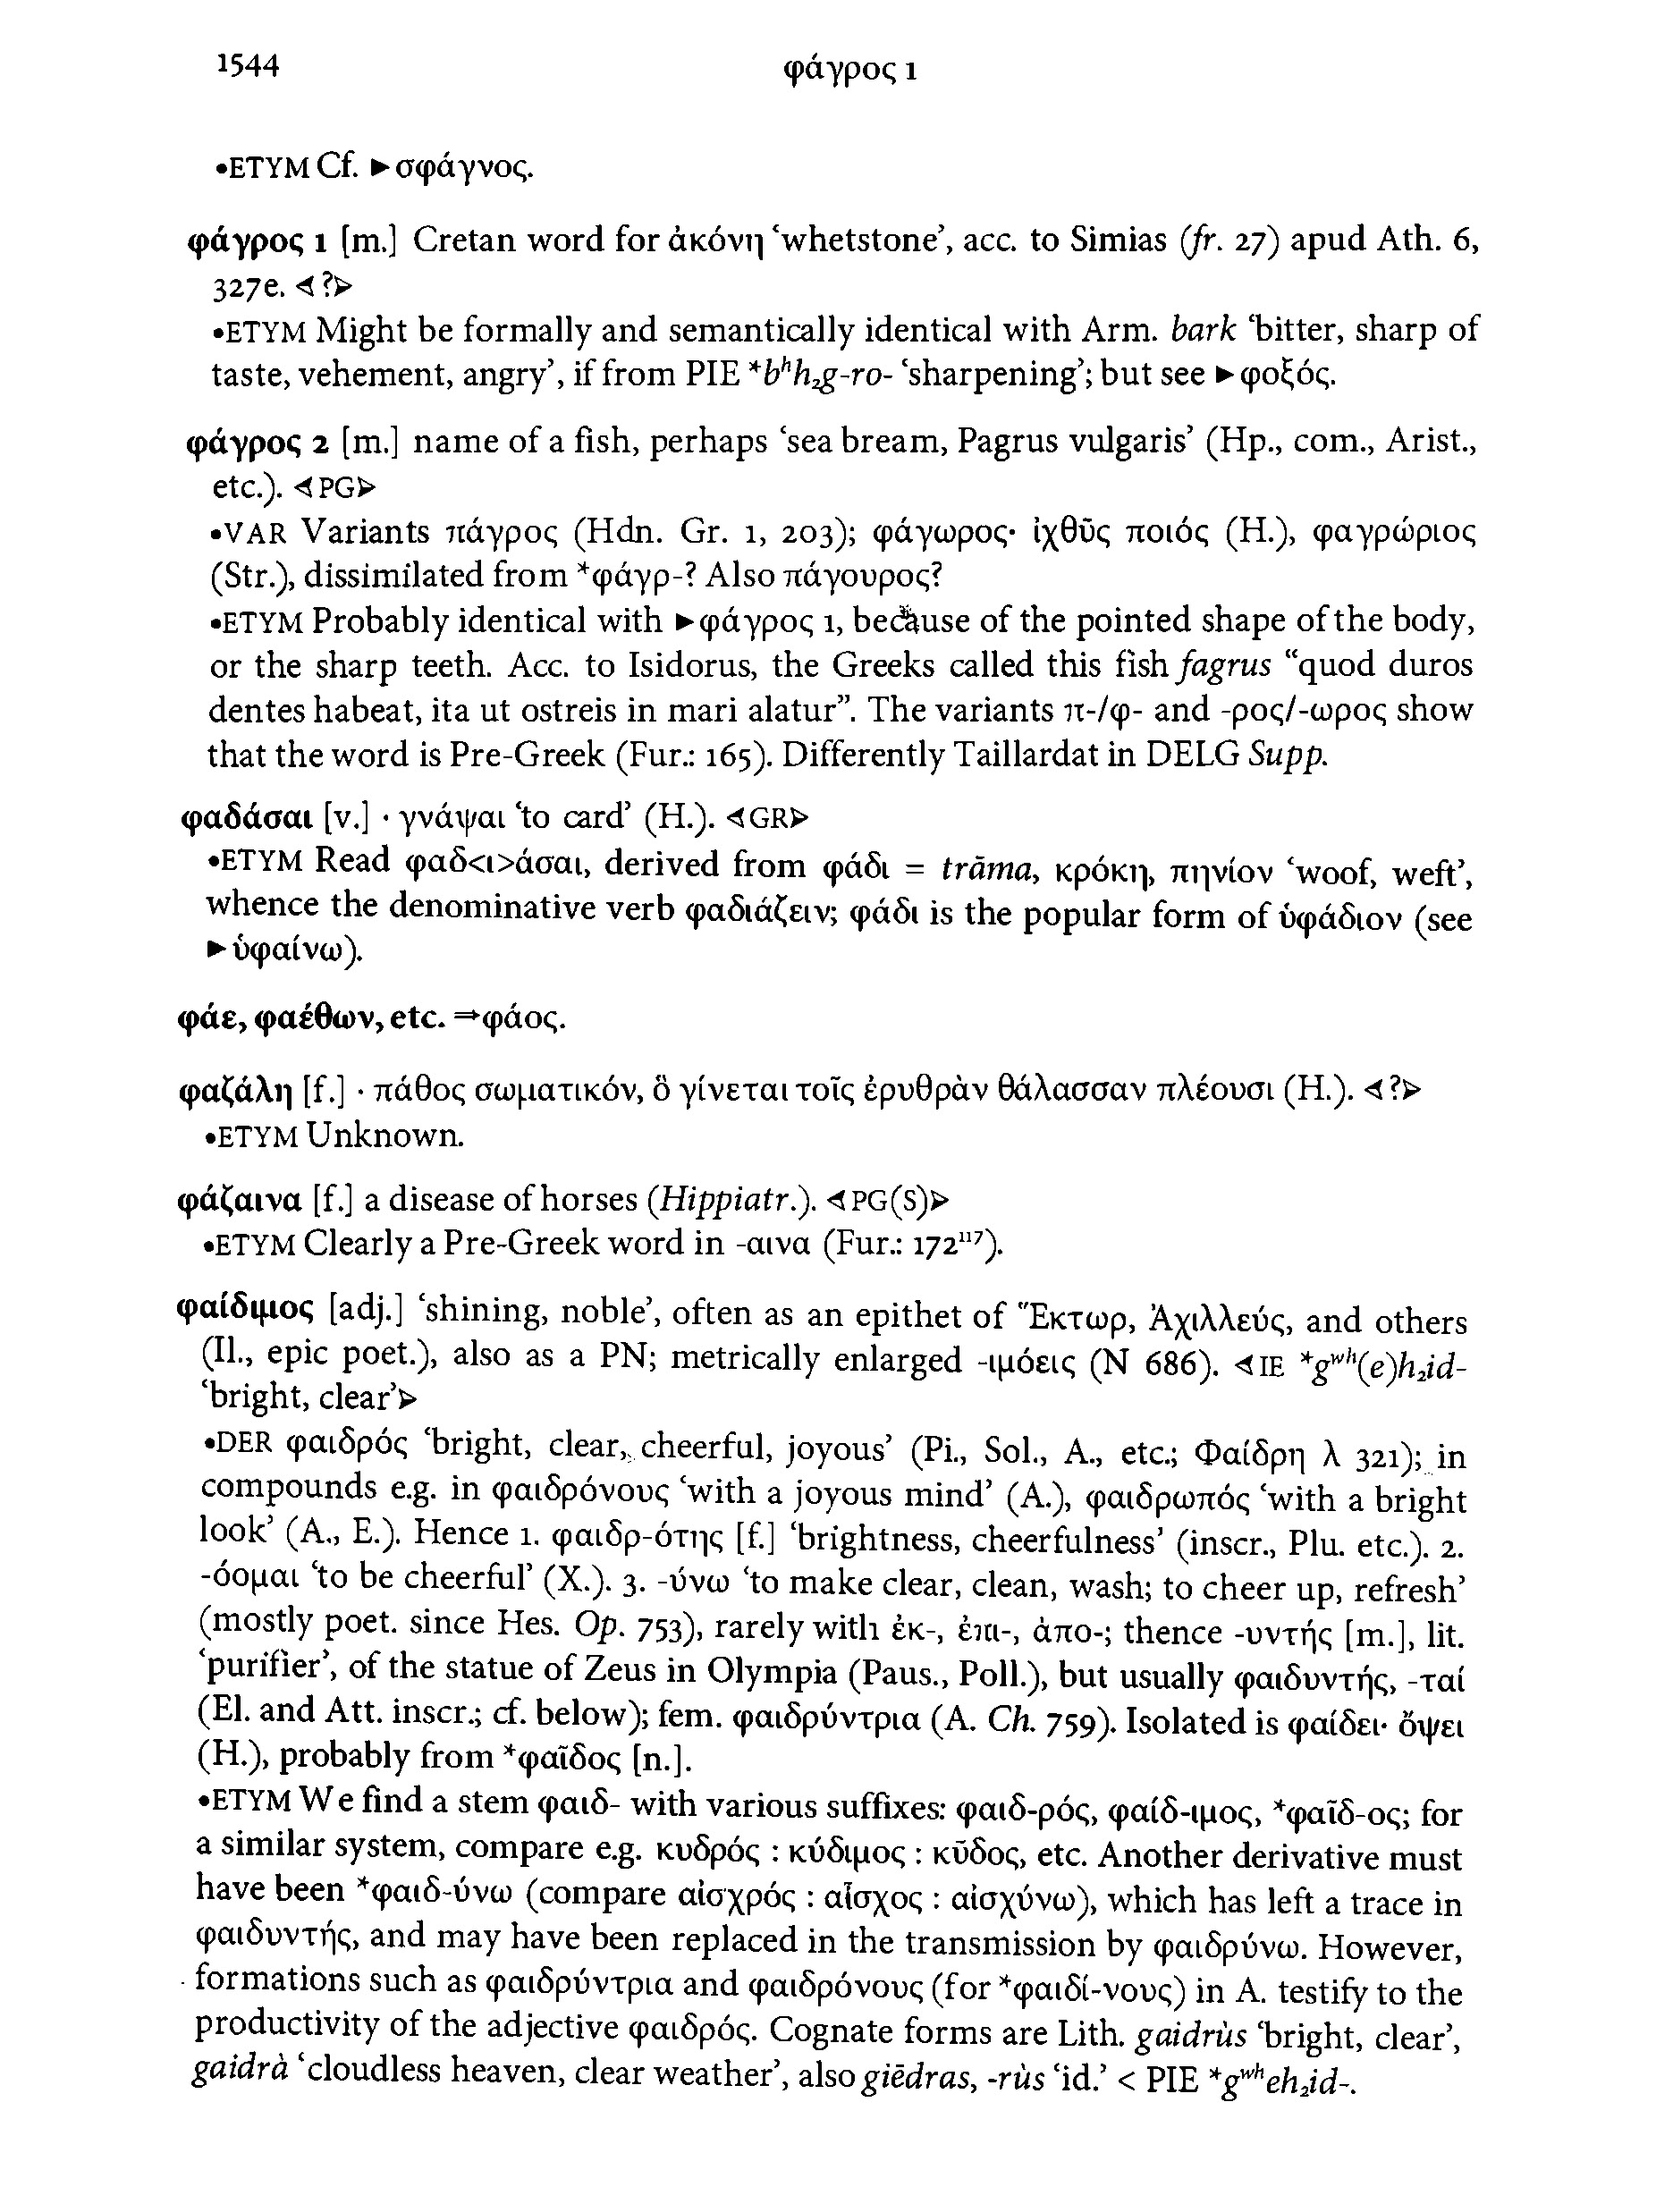 1544 φάγρος 1
•ETYM Cf. ►σφάγνος.
φάγρος 1 [m.] Cretan word for ἀκόνη ‘whetstone’, acc. to Simias (fr. 27) apud Ath. 6,
327e. ◄?►
•ETYM Might be formally and semantically identical with Arm. bark ‘bitter, sharp of
taste, vehement, angry’, if from PIE *bʰh₂g-ro- ‘sharpening’; but see ►φοξός.
φάγρος 2 [m.] name of a fish, perhaps ‘sea bream, Pagrus vulgaris’ (Hp., com., Arist.,
etc.). ◄PG►
•VAR Variants πάγρος (Hdn. Gr. 1, 203); φάγωρος· ἰχθῦς ποιός (H.), φαγρώριος
(Str.), dissimilated from *φάγρ-? Also πάγουρος?
•ETYM Probably identical with ►φάγρος 1, because of the pointed shape of the body,
or the sharp teeth. Acc. to Isidorus, the Greeks called this fish fagrus “quod duros
dentes habeat, ita ut ostreis in mari alatur”. The variants π-/φ- and -ρος/-ωρος show
that the word is Pre-Greek (Fur.: 165). Differently Taillardat in DELG Supp.
φαδάσαι [v.] · γνάψαι ‘to card’ (H.). ◄GR►
•ETYM Read φαδ<ι>άσαι, derived from φάδι = trāma, κρόκη, πηνίον ‘woof, weft’,
whence the denominative verb φαδιάζειν; φάδι is the popular form of ὑφάδιον (see
►ὑφαίνω).
φάε, φαέθων, etc. ⇒φάος.
φαζάλη [f.] · πάθος σωματικόν, ὃ γίνεται τοῖς ἐρυθρὰν θάλασσαν πλέουσι (H.). ◄?►
•ETYM Unknown.
φάζαινα [f.] a disease of horses (Hippiatr.). ◄PG(S)►
•ETYM Clearly a Pre-Greek word in -αινα (Fur.: 172¹¹⁷).
φαίδιμος [adj.] ‘shining, noble’, often as an epithet of Ἕκτωρ, Ἀχιλλεύς, and others
(Il., epic poet.), also as a PN; metrically enlarged -ιμόεις (N 686). ◄IE *gʷʰ(e)h₂id-
‘bright, clear’►
•DER φαιδρός ‘bright, clear, cheerful, joyous’ (Pi., Sol., A., etc.; Φαίδρη λ 321); in
compounds e.g. in φαιδρόνους ‘with a joyous mind’ (A.), φαιδρωπός ‘with a bright
look’ (A., E.). Hence 1. φαιδρ-ότης [f.] ‘brightness, cheerfulness’ (inscr., Plu. etc.). 2.
-όομαι ‘to be cheerful’ (X.). 3. -ύνω ‘to make clear, clean, wash; to cheer up, refresh’
(mostly poet. since Hes. Op. 753), rarely with ἐκ-, ἐπι-, ἀπο-; thence -υντής [m.], lit.
‘purifier’, of the statue of Zeus in Olympia (Paus., Poll.), but usually φαιδυντής, -ταί
(El. and Att. inscr.; cf. below); fem. φαιδρύντρια (A. Ch. 759). Isolated is φαίδει· ὄψει
(H.), probably from *φαῖδος [n.].
•ETYM We find a stem φαιδ- with various suffixes: φαιδ-ρός, φαίδ-ιμος, *φαῖδ-ος; for
a similar system, compare e.g. κυδρός : κύδιμος : κῦδος, etc. Another derivative must
have been *φαιδ-ύνω (compare αἰσχρός : αἶσχος : αἰσχύνω), which has left a trace in
φαιδυντής, and may have been replaced in the transmission by φαιδρύνω. However,
formations such as φαιδρύντρια and φαιδρόνους (for *φαιδί-νους) in A. testify to the
productivity of the adjective φαιδρός. Cognate forms are Lith. gaidrùs ‘bright, clear’,
gaidrà ‘cloudless heaven, clear weather’, also giẽdras, -rùs ‘id.’ < PIE *gʷʰeh₂id-.